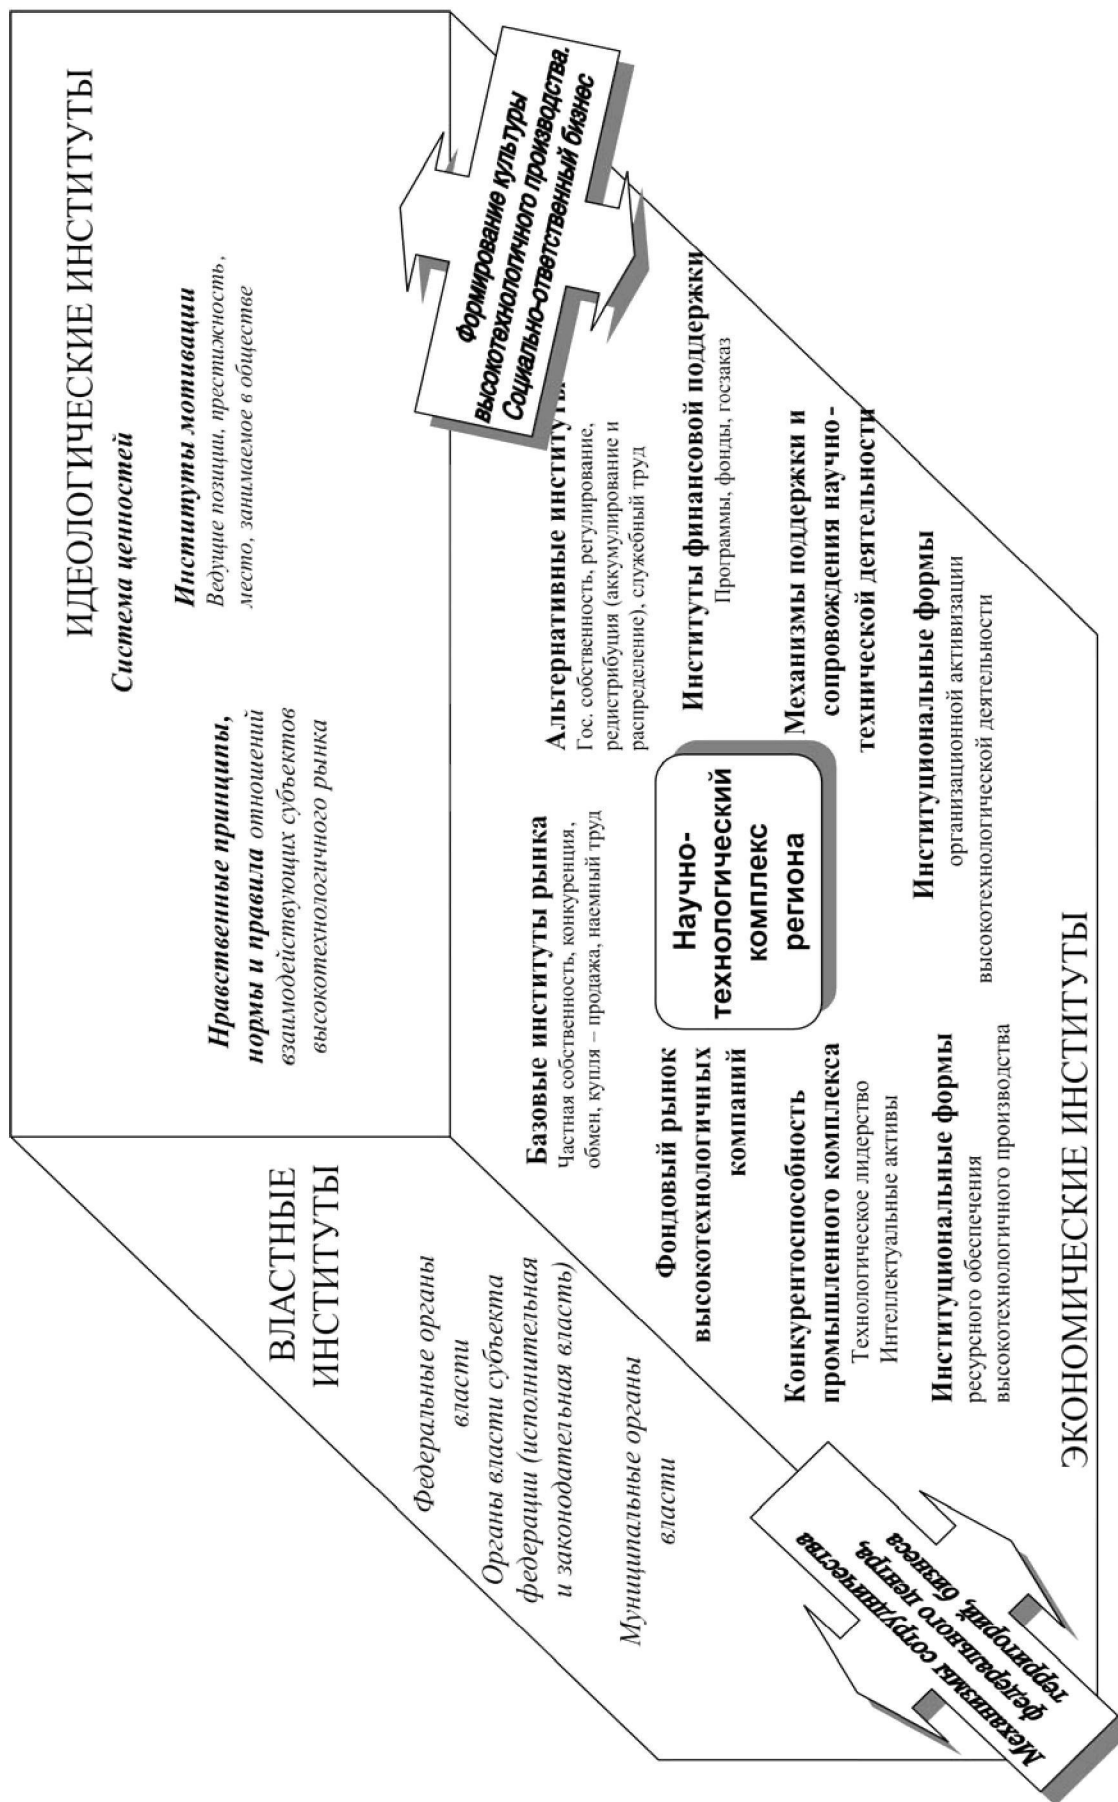 ИДЕОЛОГИЧЕСКИЕ ИНСТИТУТЫ
Система ценностей
Институты мотивации
Ведущие позиции, престижность,
место, занимаемое в обществе
Нравственные принципы,
нормы и правила отношений
взаимодействующих субъектов
высокотехнологичного рынка
Формирование культуры
высокотехнологичного производства.
Социально-ответственный бизнес
ВЛАСТНЫЕ
ИНСТИТУТЫ
Федеральные органы
власти
Органы власти субъекта
федерации (исполнительная
и законодательная власть)
Муниципальные органы
власти
Базовые институты рынка
Частная собственность, конкуренция,
обмен, купля – продажа, наемный труд
Альтернативные институты
Гос. собственность, регулирование,
редистрибуция (аккумулирование и
распределение), служебный труд
Фондовый рынок
высокотехнологичных
компаний
Научно-
технологический
комплекс
региона
Институты финансовой поддержки
Программы, фонды, госзаказ
Конкурентоспособность
промышленного комплекса
Технологическое лидерство
Интеллектуальные активы
Механизмы поддержки и
сопровождения научно-
технической деятельности
Институциональные формы
ресурсного обеспечения
высокотехнологичного производства
Институциональные формы
организационной активизации
высокотехнологической деятельности
Механизмы сотрудничества
федерального центра,
территорий, бизнеса
ЭКОНОМИЧЕСКИЕ ИНСТИТУТЫ